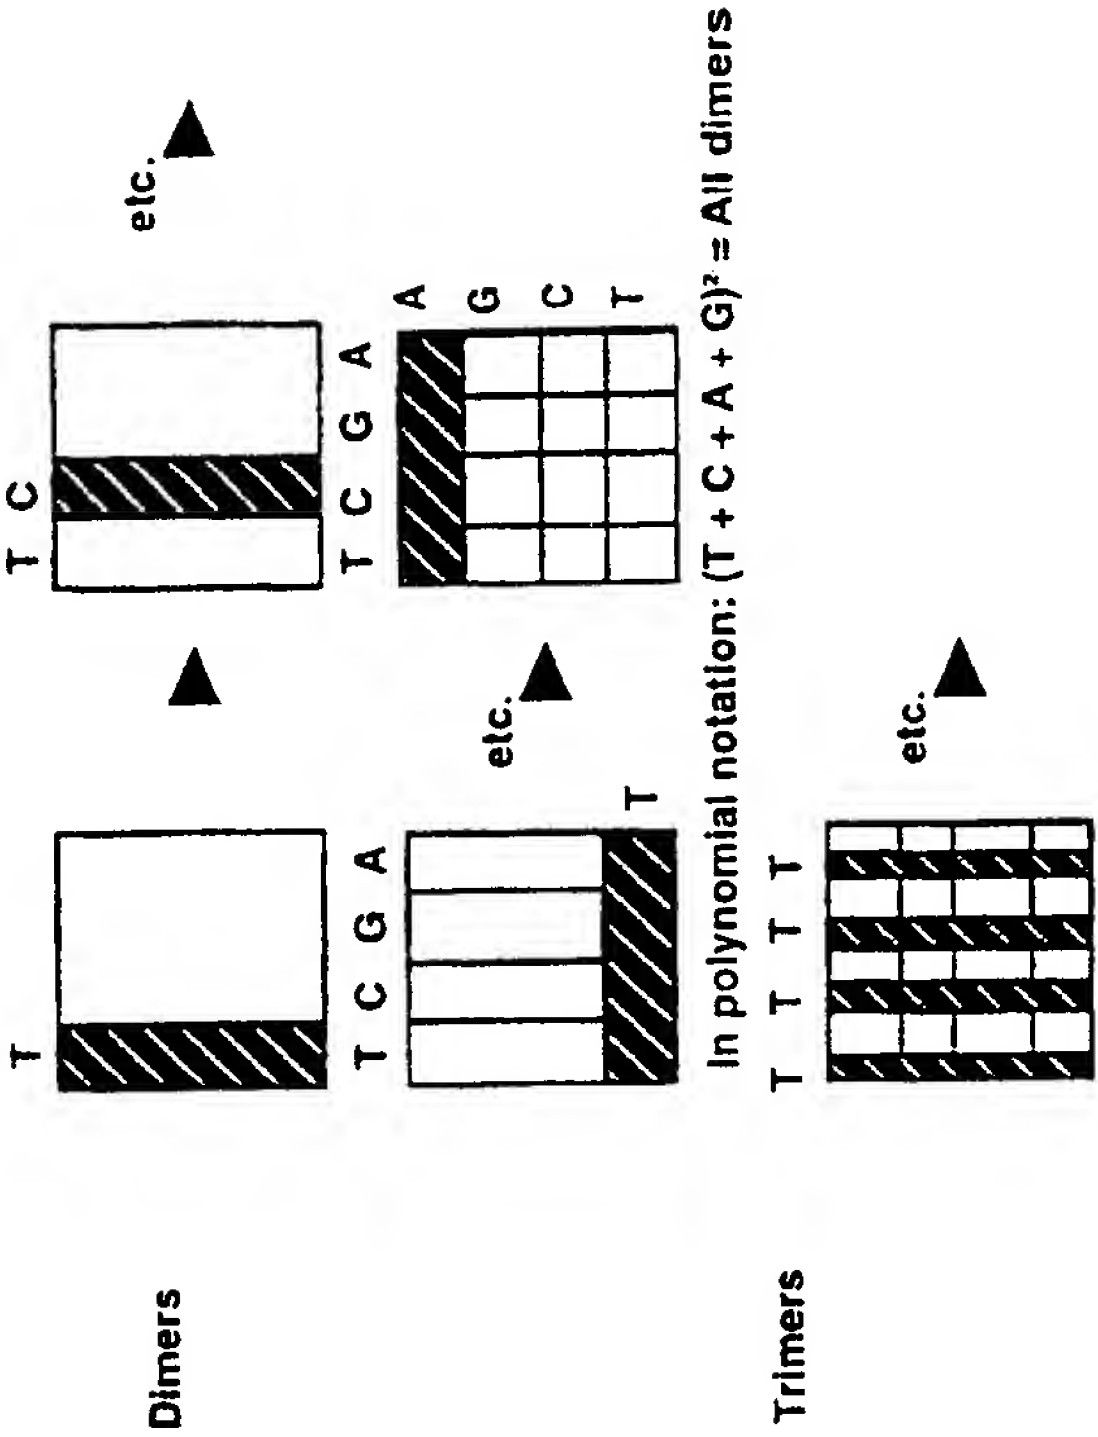 T
T C
etc.
Dimers
T C G A
T C G A
A
G
etc.
C
T
T
In polynomial notation: (T + C + A + G)² = All dimers
Trimers
T T T T
etc.